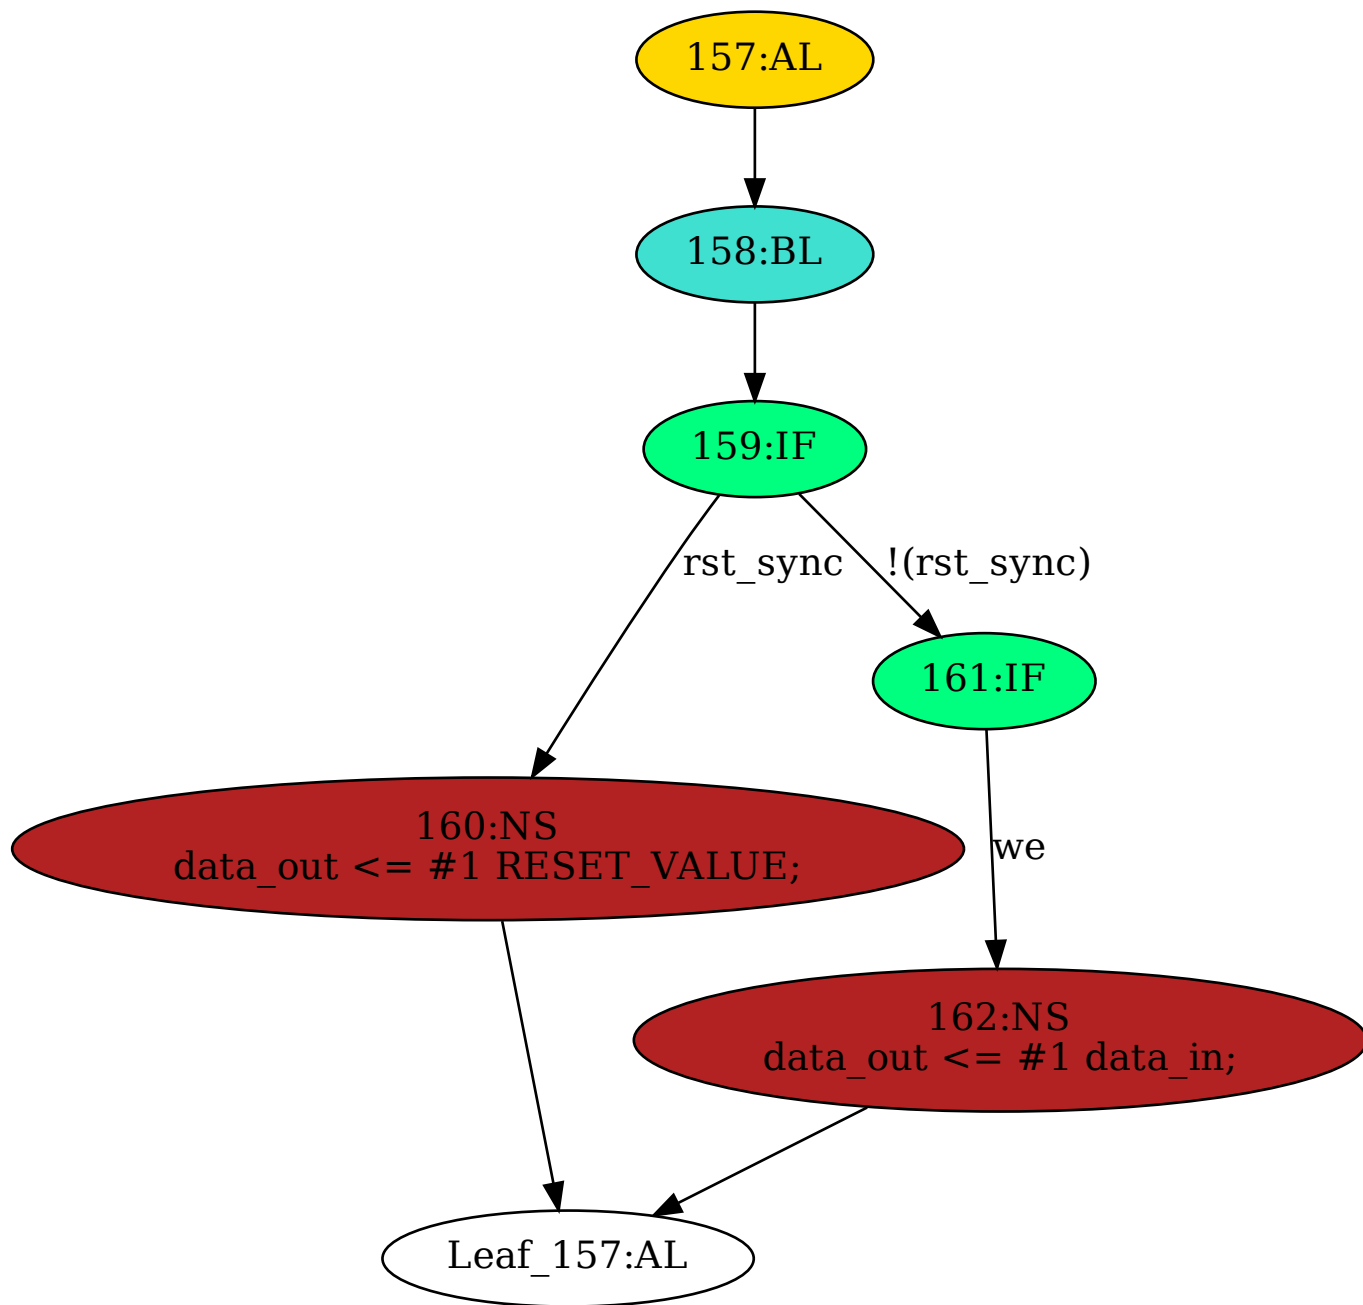 157:AL
158:BL
159:IF
rst_sync
!(rst_sync)
161:IF
160:NS
data_out <= #1 RESET_VALUE;
we
162:NS
data_out <= #1 data_in;
Leaf_157:AL